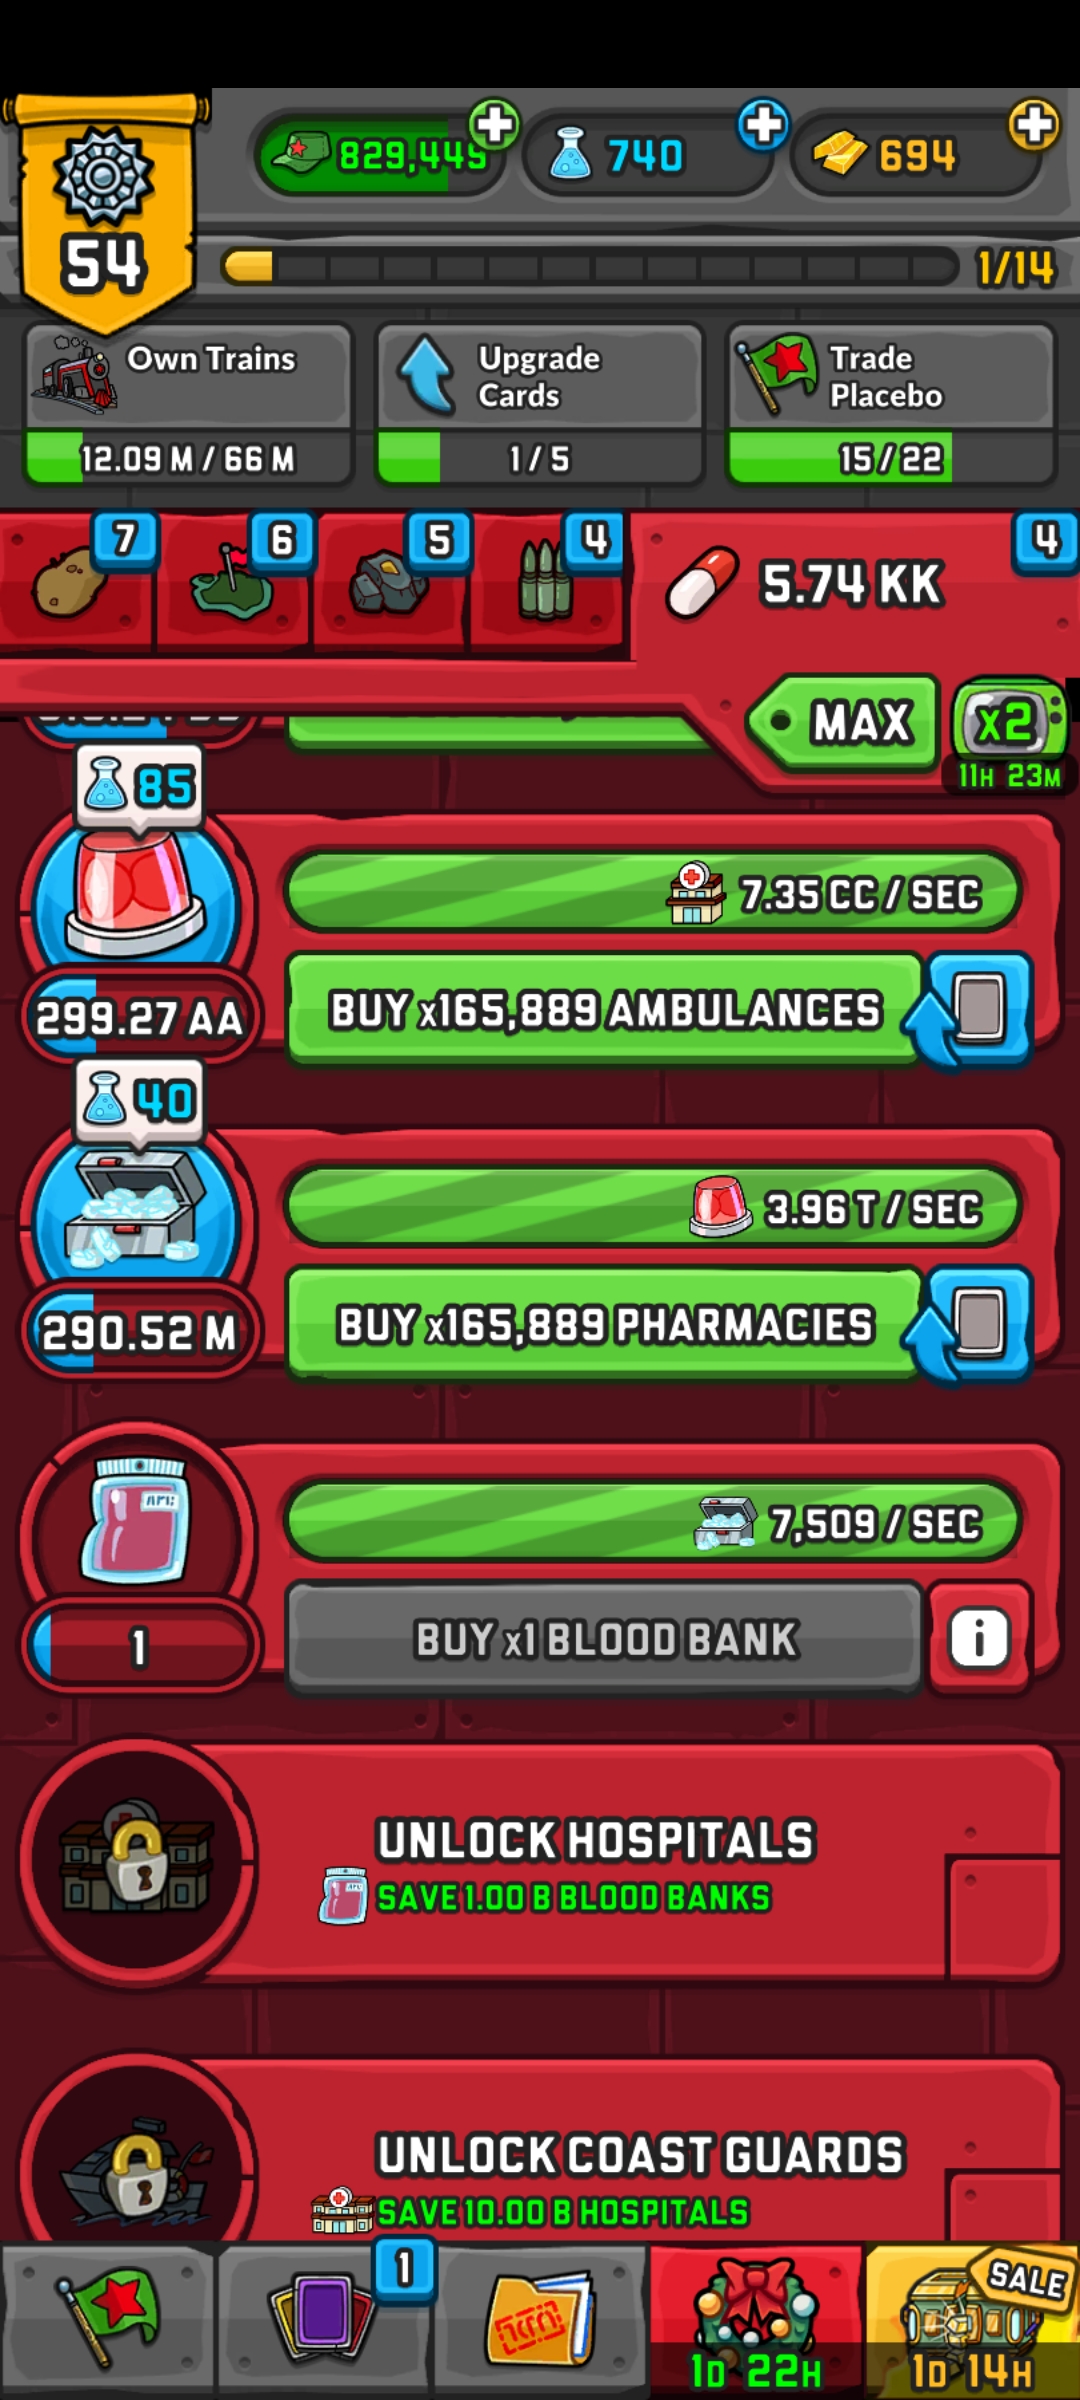 829,449
740
694
54
1/14
Own Trains
12.09 M / 66 M
Upgrade
Cards
1 / 5
Trade
Placebo
15 / 22
7
6
5
4
5.74 KK
4
MAX
x2
11H 23M
85
7.35 CC / SEC
299.27 AA
BUY x165,889 AMBULANCES
40
3.96 T / SEC
290.52 M
BUY x165,889 PHARMACIES
7,509 / SEC
1
BUY x1 BLOOD BANK
i
UNLOCK HOSPITALS
SAVE 1.00 B BLOOD BANKS
UNLOCK COAST GUARDS
SAVE 10.00 B HOSPITALS
1
SALE
1D 22H
1D 14H